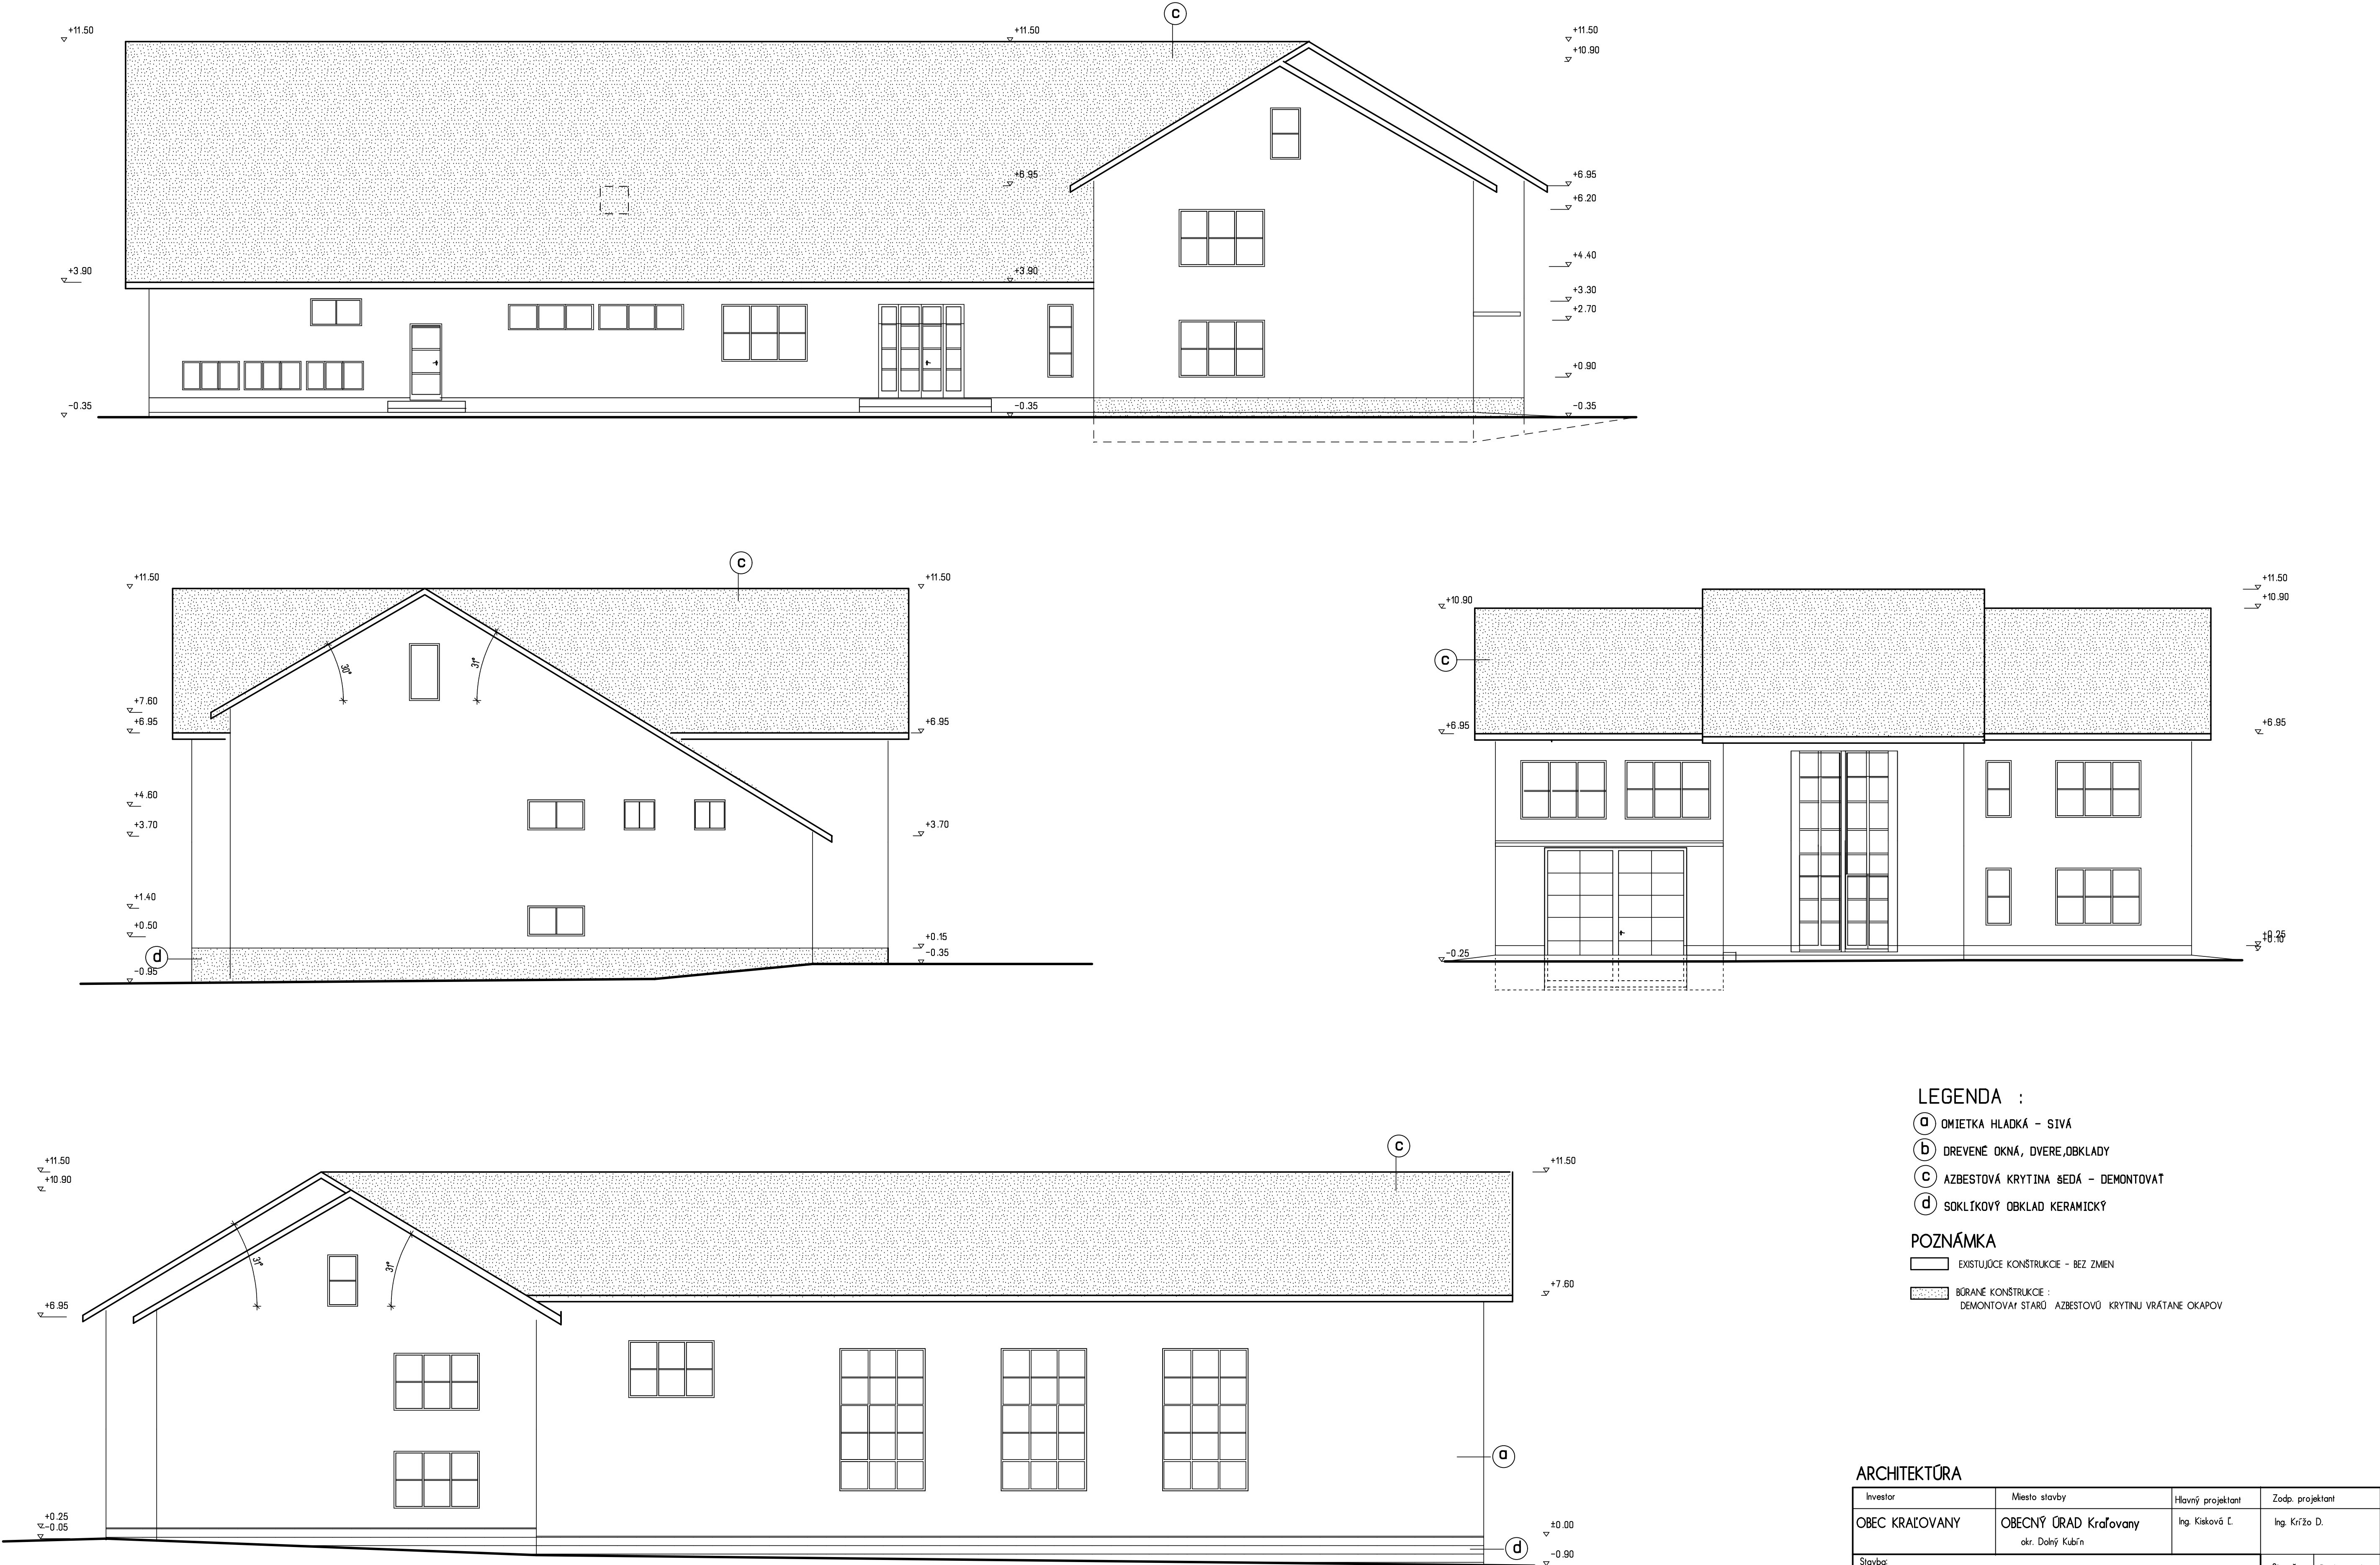 c
+11.50
+11.50
+11.50
+10.90
+6.95
+6.95
+6.20
+3.90
+3.90
+4.40
+3.30
+2.70
+0.90
-0.35
-0.35
-0.35
c
+11.50
+11.50
30°
31°
+7.60
+6.95
+6.95
+4.60
+3.70
+3.70
+1.40
+0.50
+0.15
d
-0.95
-0.35
+11.50
+10.90
+10.90
c
+6.95
+6.95
+0.25
+0.10
-0.25
c
+11.50
+10.90
+11.50
31°
31°
+6.95
+7.60
a
+0.25
-0.05
±0.00
d
-0.90
LEGENDA :
a OMIETKA HLADKÁ - SIVÁ
b DREVENÉ OKNÁ, DVERE,OBKLADY
c AZBESTOVÁ KRYTINA ŠEDÁ - DEMONTOVAŤ
d SOKLÍKOVÝ OBKLAD KERAMICKÝ
POZNÁMKA
EXISTUJÚCE KONŠTRUKCIE - BEZ ZMIEN
BÚRANÉ KONŠTRUKCIE :
DEMONTOVAŤ STARÚ AZBESTOVÚ KRYTINU VRÁTANE OKAPOV
ARCHITEKTÚRA
Investor Miesto stavby Hlavný projektant Zodp. projektant
OBEC KRAĽOVANY OBECNÝ ÚRAD Kraľovany Ing. Kisková Ľ. Ing. Krížo D.
okr. Dolný Kubín
Stavba: